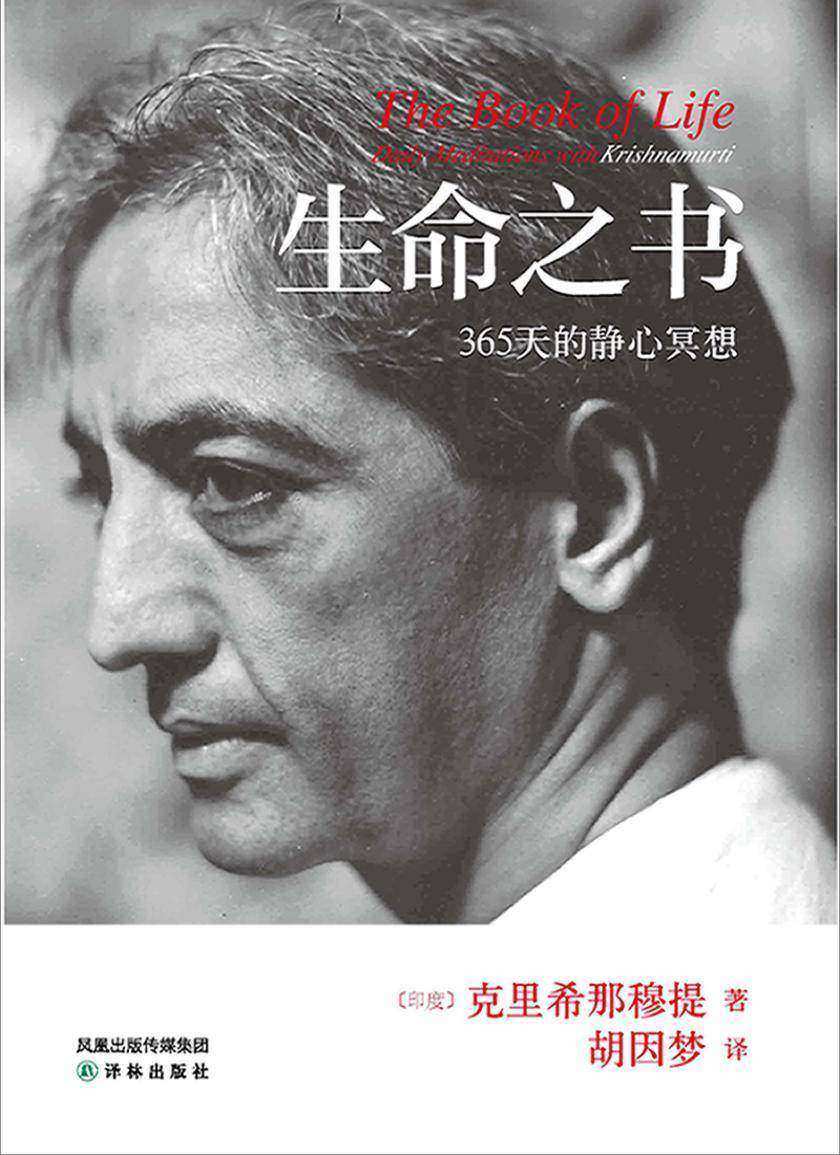 The Book of Life
Daily Meditations with Krishnamurti
生命之书
365天的静心冥想
〔印度〕克里希那穆提 著
胡因梦 译
凤凰出版传媒集团
译林出版社